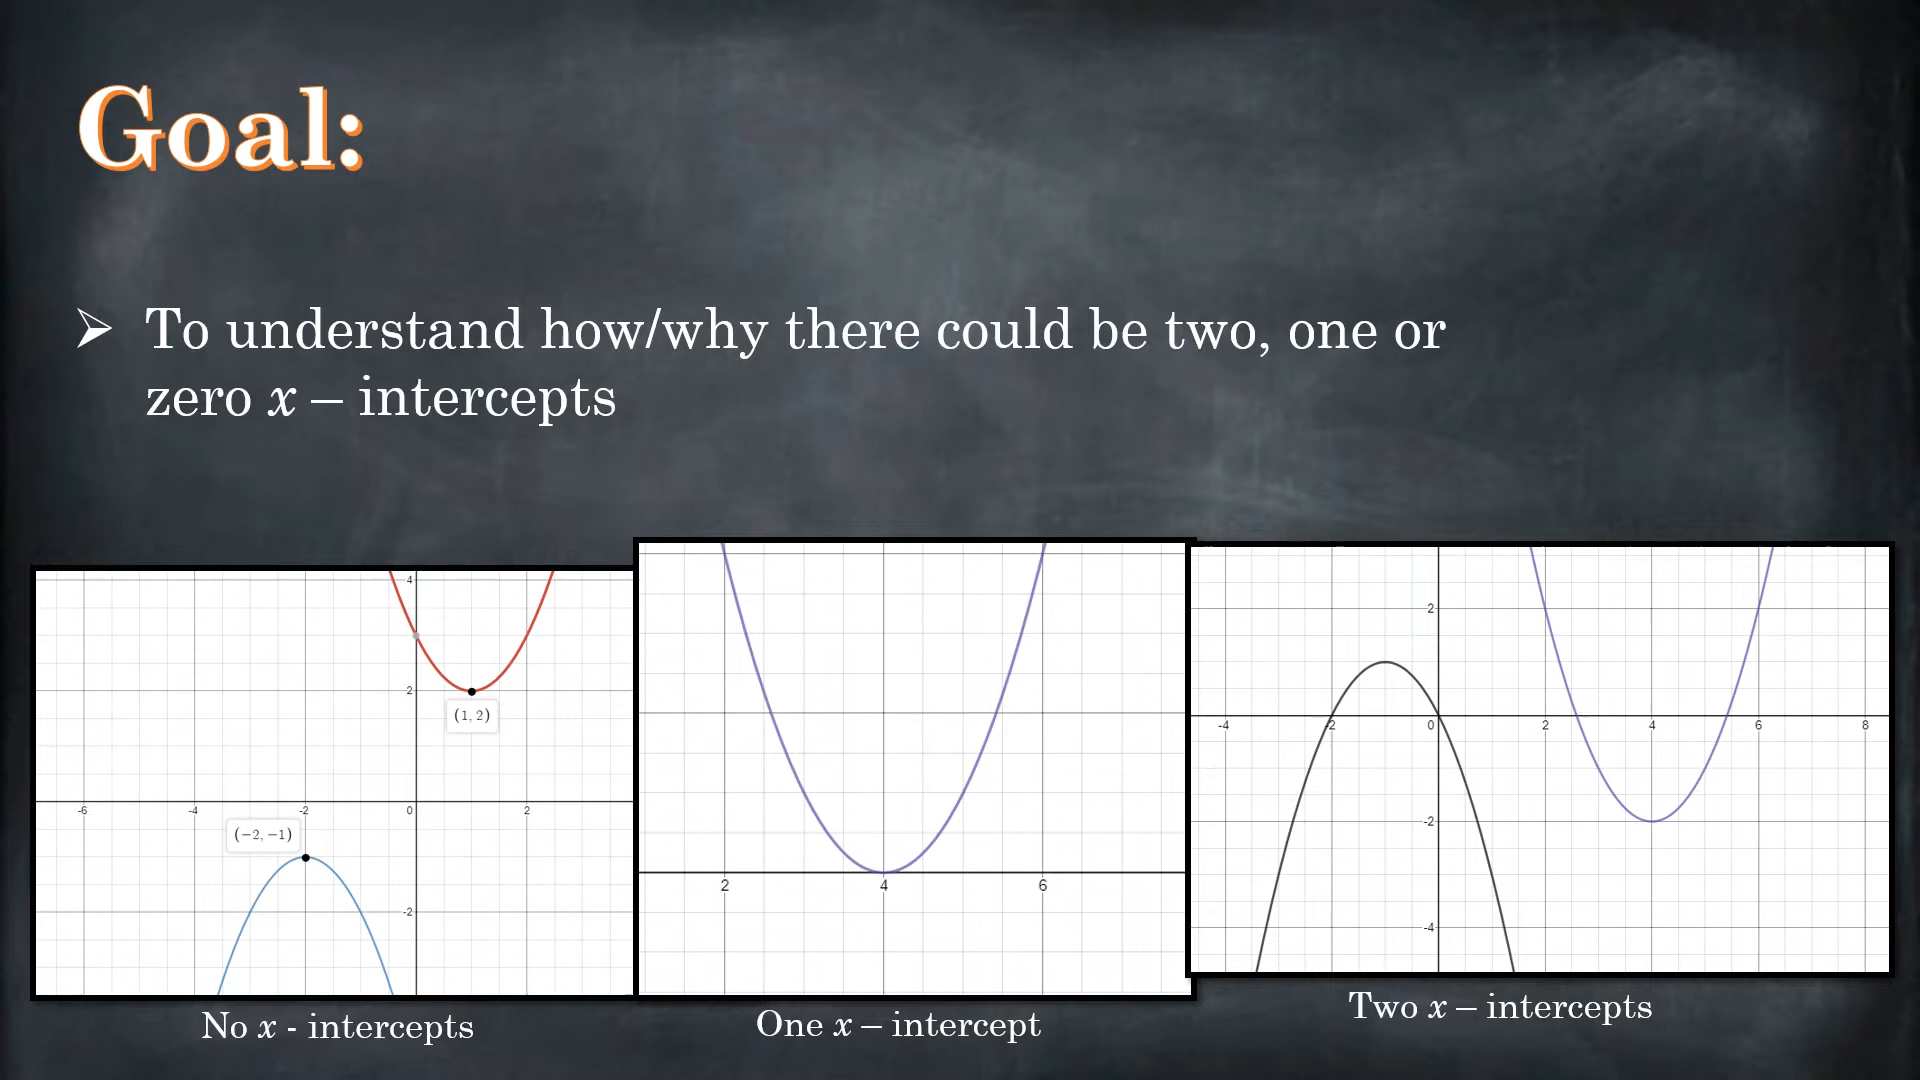 Goal:
➢ To understand how/why there could be two, one or
zero x – intercepts
4
2
(1, 2)
-6 -4 -2 0 2
(−2, −1)
-2
No x - intercepts
2 4 6
One x – intercept
2
-4 -2 0 2 4 6 8
-2
-4
Two x – intercepts